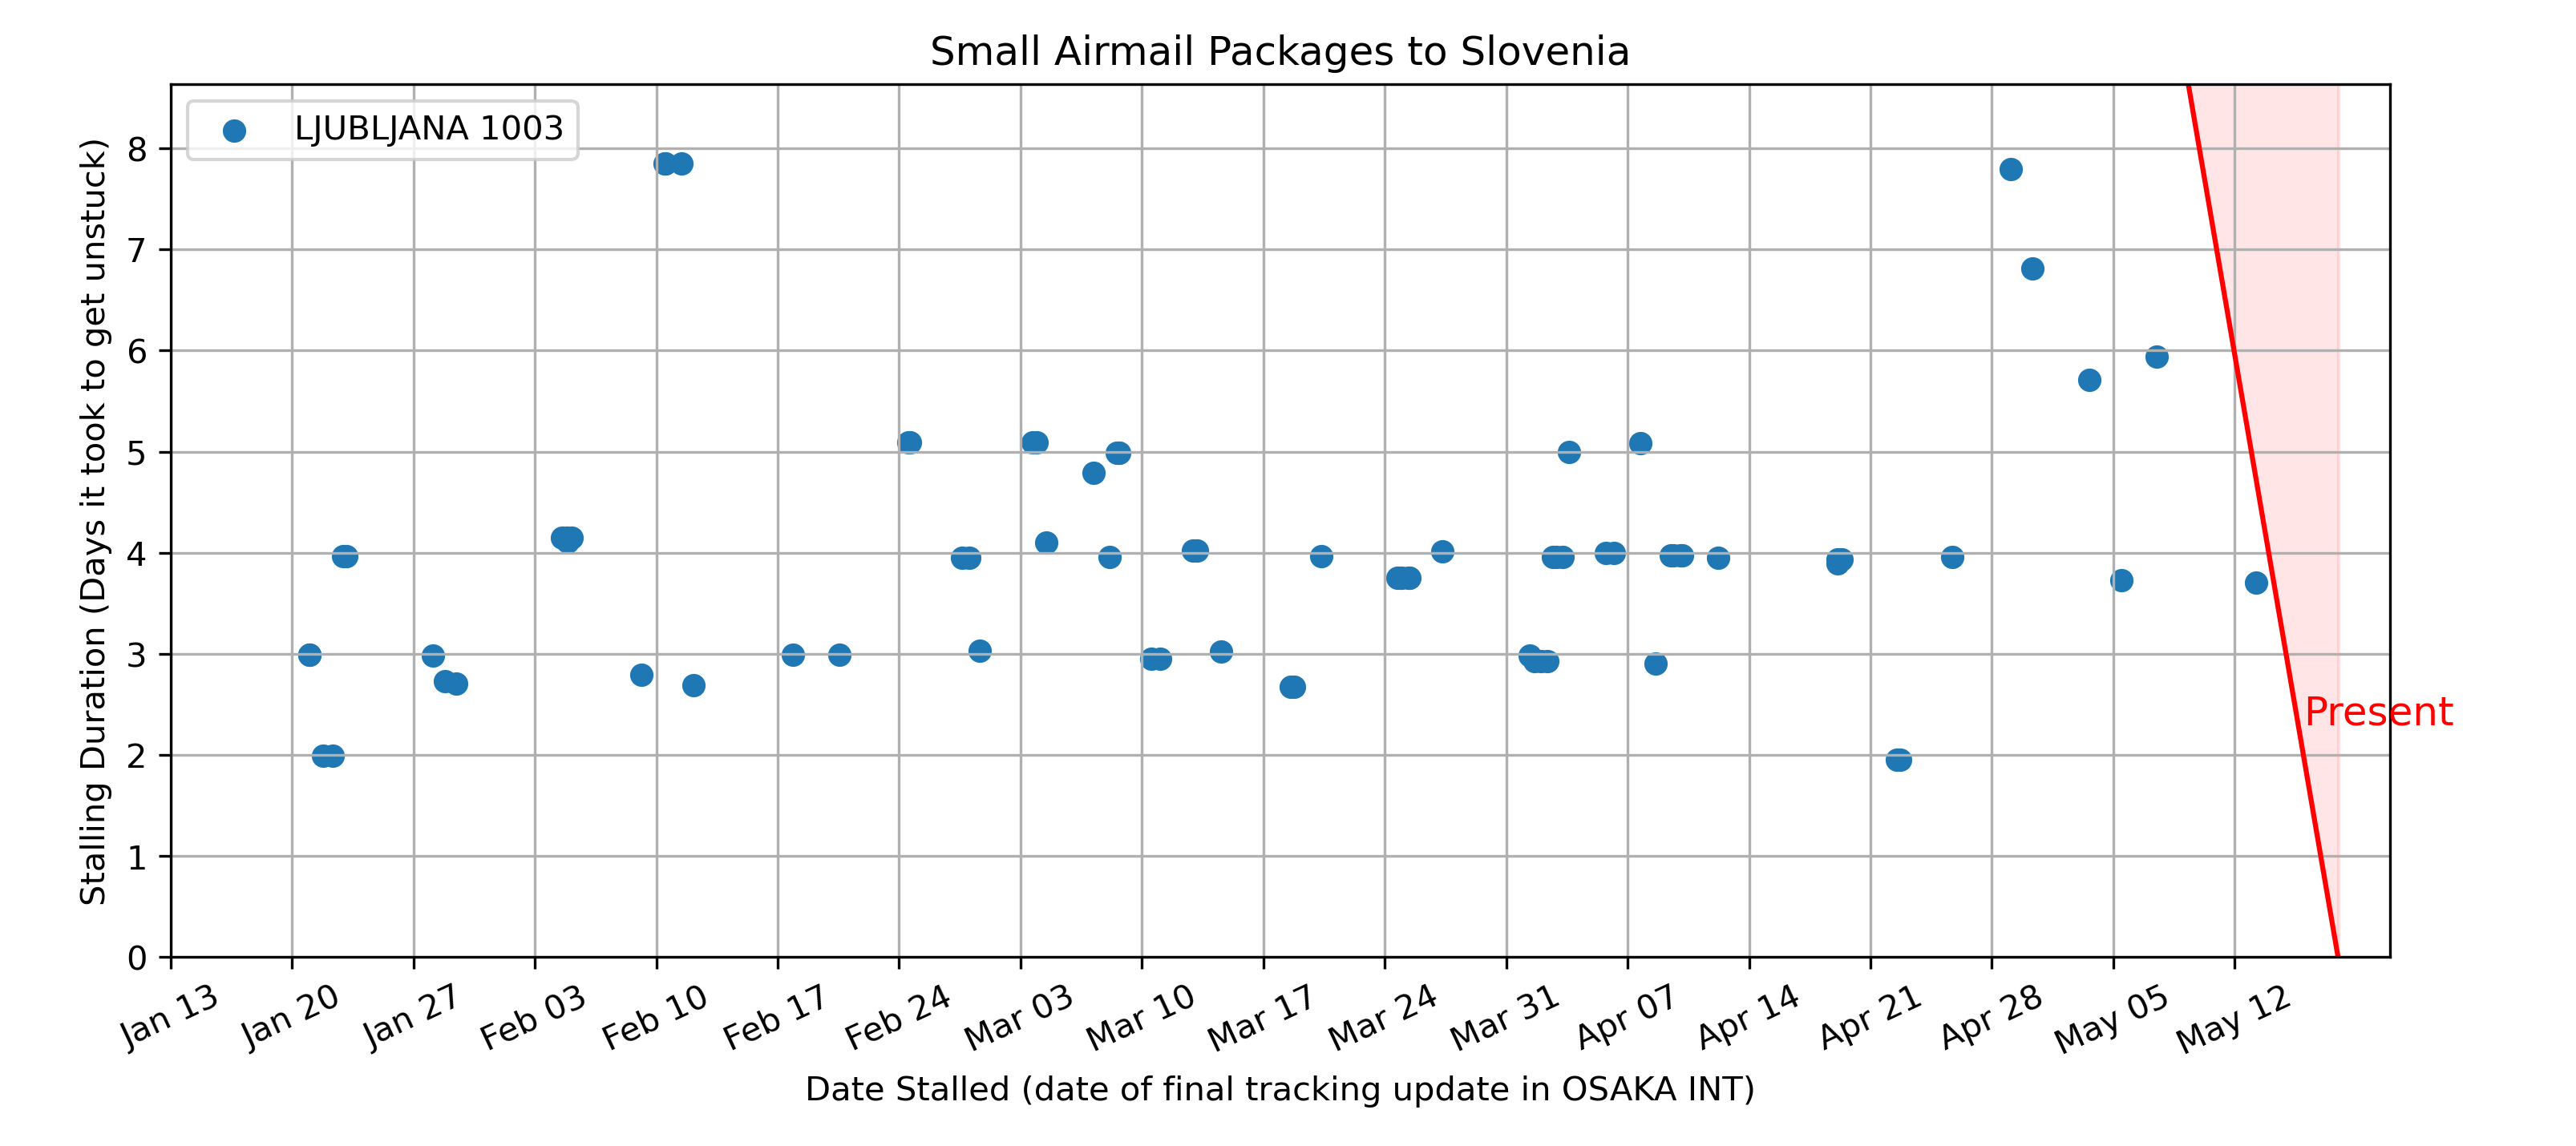 Small Airmail Packages to Slovenia
LJUBLJANA 1003
Stalling Duration (Days it took to get unstuck)
8
7
6
5
4
3
2
1
0
Present
Jan 13 Jan 20 Jan 27 Feb 03 Feb 10 Feb 17 Feb 24 Mar 03 Mar 10 Mar 17 Mar 24 Mar 31 Apr 07 Apr 14 Apr 21 Apr 28 May 05 May 12
Date Stalled (date of final tracking update in OSAKA INT)